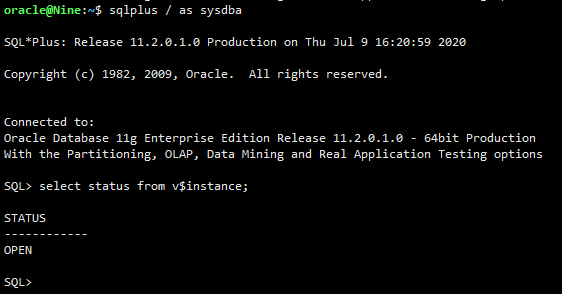 oracle@Nine:~$ sqlplus / as sysdba
SQL*Plus: Release 11.2.0.1.0 Production on Thu Jul 9 16:20:59 2020
Copyright (c) 1982, 2009, Oracle.  All rights reserved.
Connected to:
Oracle Database 11g Enterprise Edition Release 11.2.0.1.0 - 64bit Production
With the Partitioning, OLAP, Data Mining and Real Application Testing options
SQL> select status from v$instance;
STATUS
------------
OPEN
SQL>